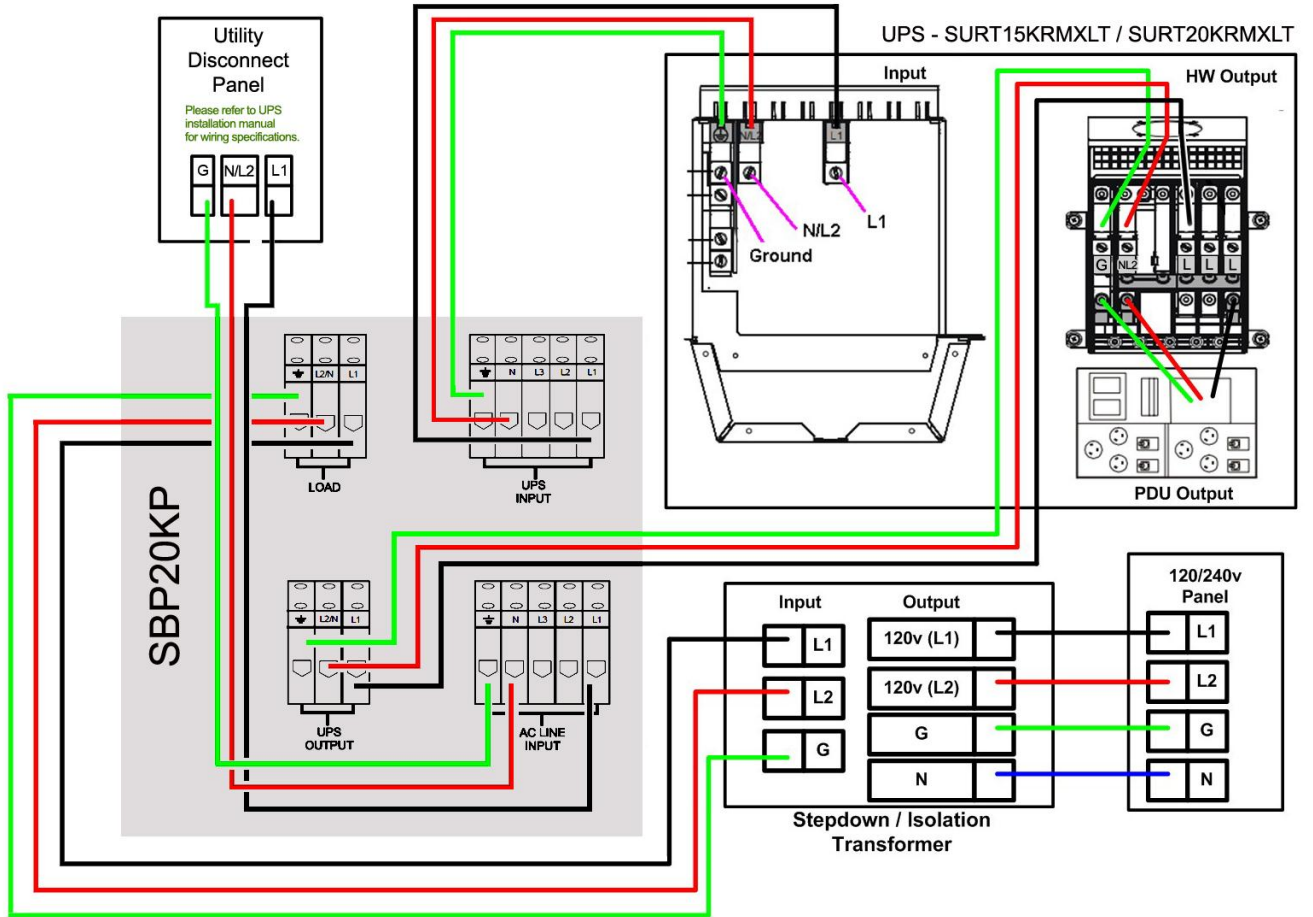 UPS - SURT15KRMXLT / SURT20KRMXLT
Utility
Disconnect
Panel
Please refer to UPS
installation manual
for wiring specifications.
G N/L2 L1
Input
N/L2 L1
Ground
N/L2
L1
HW Output
G NL2 L L L
PDU Output
SBP20KP
L2/N L1
LOAD
N L3 L2 L1
UPS
INPUT
L2/N L1
UPS
OUTPUT
N L3 L2 L1
AC LINE
INPUT
Input Output
L1
L2
G
120v (L1)
120v (L2)
G
N
Stepdown / Isolation
Transformer
120/240v
Panel
L1
L2
G
N